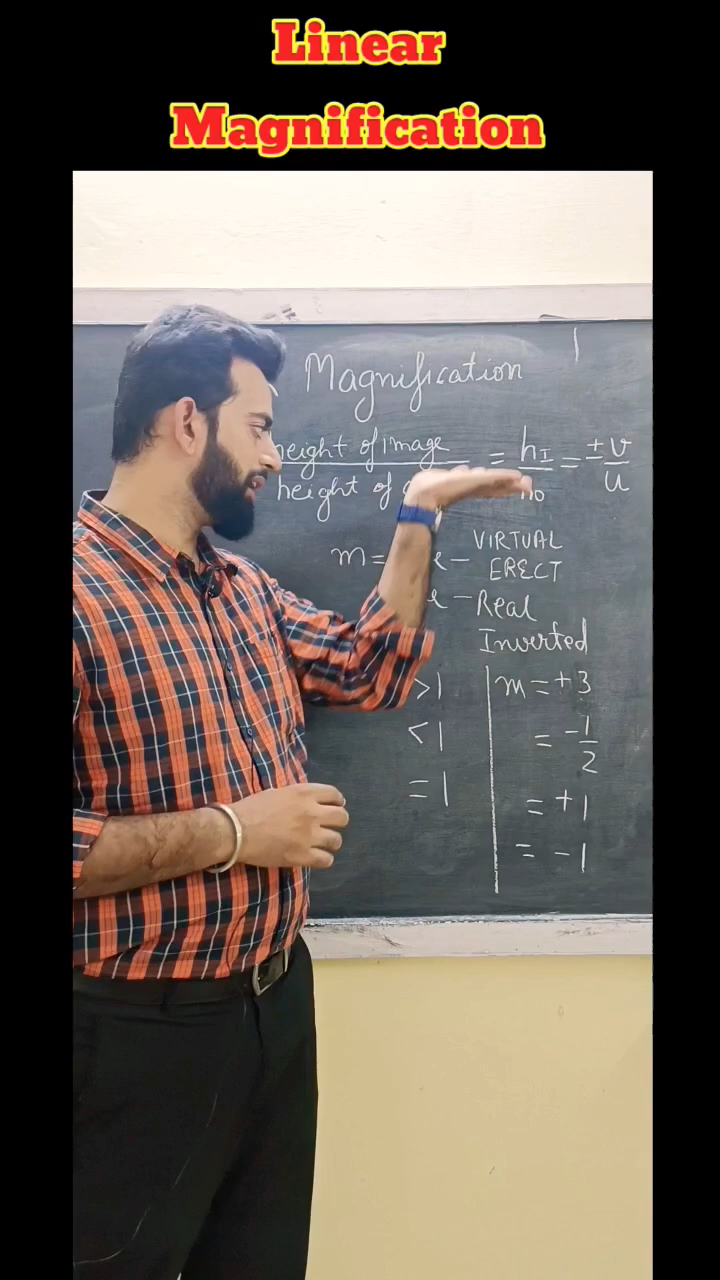 Linear
Magnification
Magnification
height of image = hI = ±v
height of ho u
m = e - VIRTUAL
ERECT
e - Real
Inverted
>1
<1
=1
m = +3
= -1/2
= +1
= -1